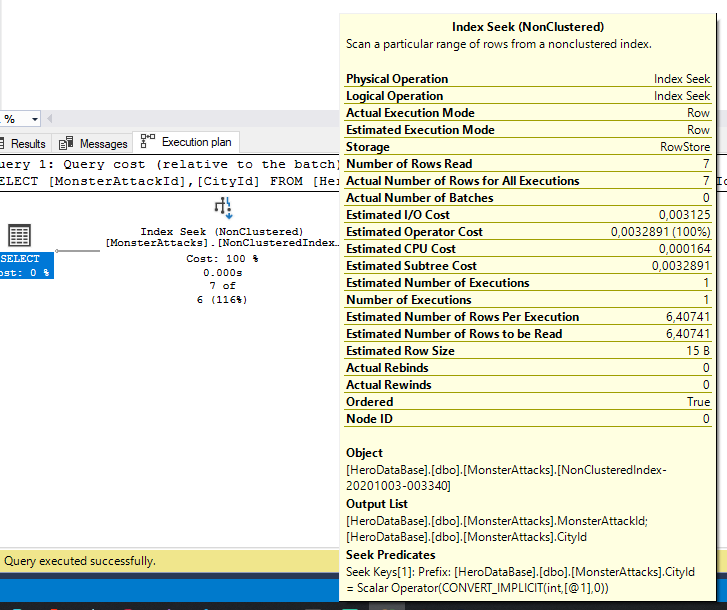 Index Seek (NonClustered)
Scan a particular range of rows from a nonclustered index.
Physical Operation Index Seek
Logical Operation Index Seek
Actual Execution Mode Row
Estimated Execution Mode Row
Storage RowStore
Number of Rows Read 7
Actual Number of Rows for All Executions 7
Actual Number of Batches 0
Estimated I/O Cost 0,003125
Estimated Operator Cost 0,0032891 (100%)
Estimated CPU Cost 0,000164
Estimated Subtree Cost 0,0032891
Estimated Number of Executions 1
Number of Executions 1
Estimated Number of Rows Per Execution 6,40741
Estimated Number of Rows to be Read 6,40741
Estimated Row Size 15 B
Actual Rebinds 0
Actual Rewinds 0
Ordered True
Node ID 0
Object
[HeroDataBase].[dbo].[MonsterAttacks].[NonClusteredIndex-
20201003-003340]
Output List
[HeroDataBase].[dbo].[MonsterAttacks].MonsterAttackId;
[HeroDataBase].[dbo].[MonsterAttacks].CityId
Seek Predicates
Seek Keys[1]: Prefix: [HeroDataBase].[dbo].[MonsterAttacks].CityId
= Scalar Operator(CONVERT_IMPLICIT(int,[@1],0))
%
Results Messages Execution plan
uery 1: Query cost (relative to the batch)
ELECT [MonsterAttackId],[CityId] FROM [He
SELECT
ost: 0 %
Index Seek (NonClustered)
[MonsterAttacks].[NonClusteredIndex…
Cost: 100 %
0.000s
7 of
6 (116%)
Query executed successfully.